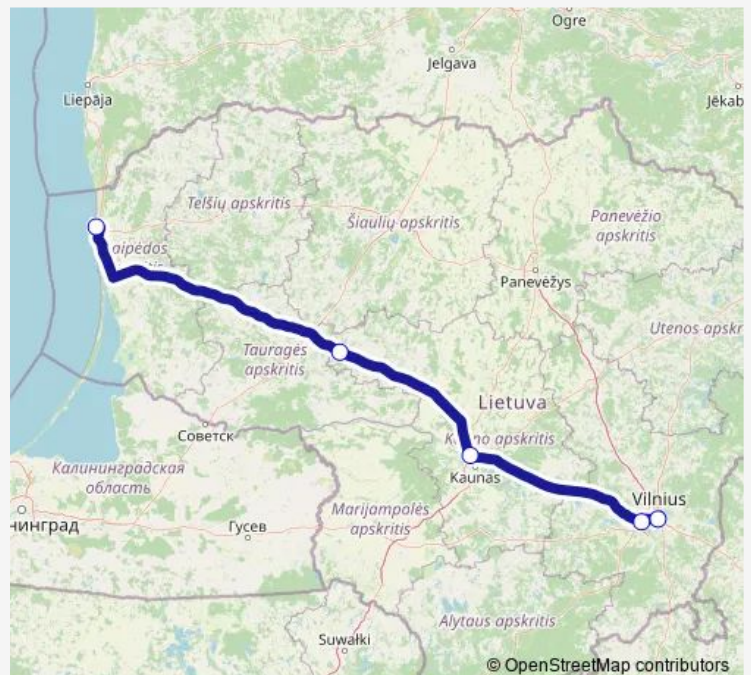 Ogre
Jelgava
Liepāja
Jēkab
Telšių apskritis
Šiaulių apskritis
Panevėžio
apskritis
aipėdos
Panevėžys
Utenos apskr
Tauragės
apskritis
Lietuva
Советск
Kauno apskritis
Калининградская
область
Kaunas
Vilnius
нинград
Гусев
Marijampolės
apskritis
Alytaus apskritis
Suwałki
© OpenStreetMap contributors